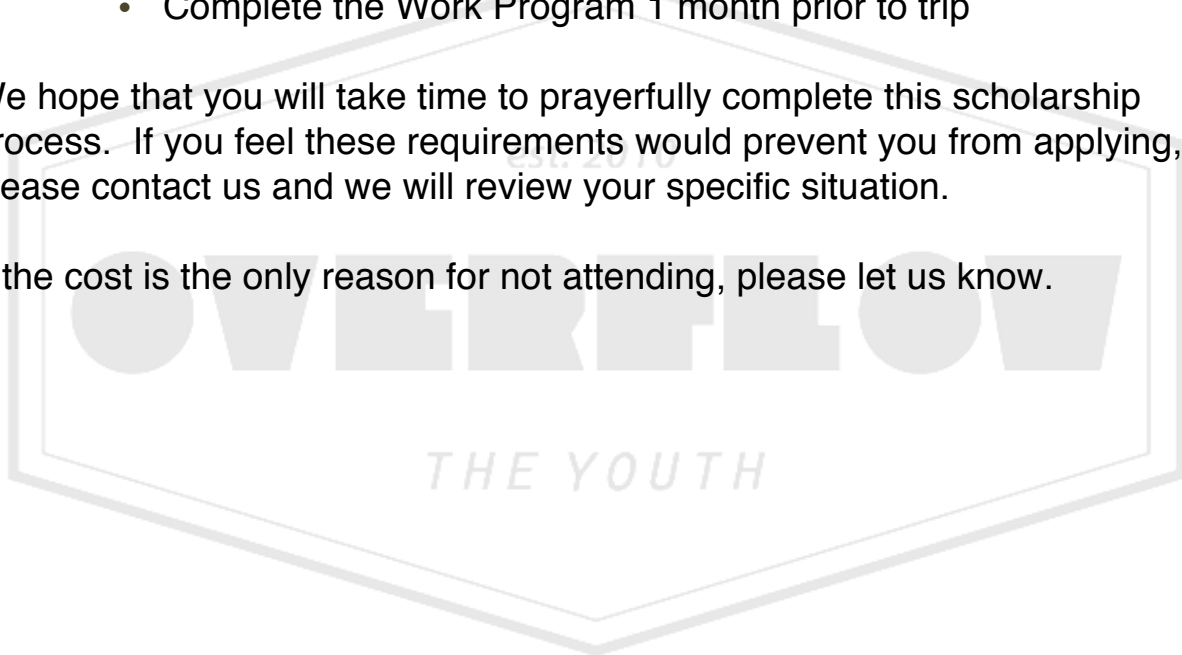 • Complete the Work Program 1 month prior to trip
We hope that you will take time to prayerfully complete this scholarship
rocess.  If you feel these requirements would prevent you from applying,
ease contact us and we will review your specific situation.
the cost is the only reason for not attending, please let us know.
est. 2010
OVERFLOW
THE YOUTH